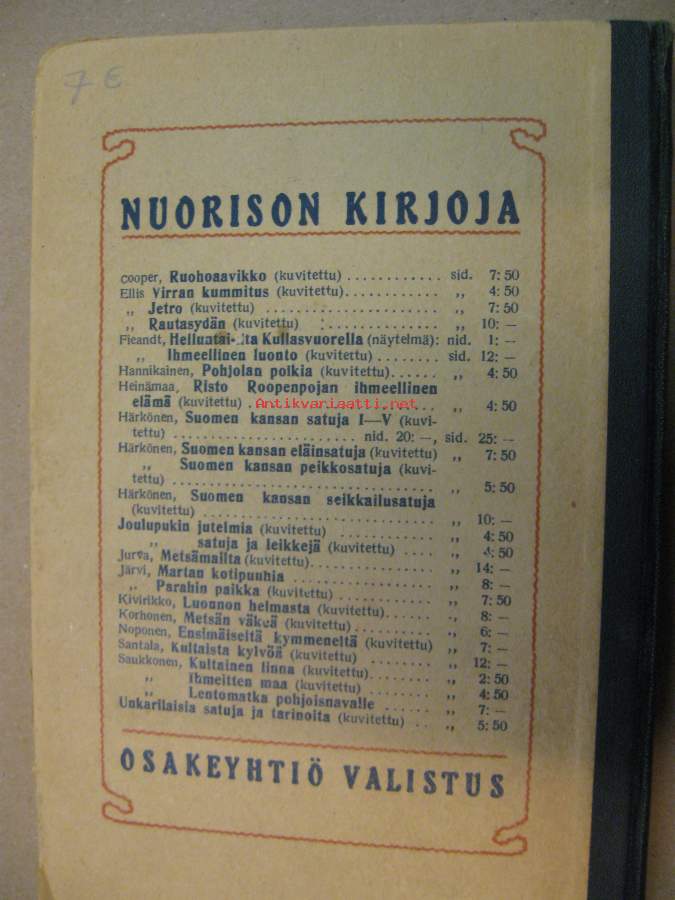 7 €
NUORISON KIRJOJA
Cooper, Ruohoaavikko (kuvitettu) ............ sid. 7: 50
Ellis Virran kummitus (kuvitettu)............. „ 4: 50
„ Jetro (kuvitettu) ................ „ 7: 50
„ Rautasydän (kuvitettu) :............. „ 10: —
Fieandt, Kullasvuorella (näytelmä): nid. 1: —
„ Ihmeellinen luonto (kuvitettu) ........ sid. 12: —
Hannikainen, Pohjolan poikia (kuvitettu)...... „ 4: 50
Heinämaa, Risto Roopenpojan ihmeellinen
elämä (kuvitettu) .................... „ 4: 50
Antikvariaatti.net
Härkönen, Suomen kansan satuja I—V (kuvi-
tettu) .................. nid. 20: —, sid. 25: —
Härkönen, Suomen kansan eläinsatuja (kuvitettu) „ 7: 50
„ Suomen kansan peikkosatuja (kuvi-
tettu) ............................ „ 5: 50
Härkönen, Suomen kansan seikkailusatuja
(kuvitettu) ........................ „ 10: —
Joulupukin jutelmia (kuvitettu) ............ „ 4: 50
„ satuja ja leikkejä (kuvitettu) .... „ 4: 50
Jurva, Metsämailta (kuvitettu)............. „ 14: —
Järvi, Martan kotipuuhia ................ „ 8: —
„ Parahin paikka (kuvitettu) ............ „ 7: 50
Kivirikko, Luonnon helmasta (kuvitettu)...... „ 8: —
Korhonen, Metsän väkeä (kuvitettu)......... „ 6: —
Noponen, Ensimäiseltä kymmeneltä (kuvitettu) „ 7: —
Santala, Kultaista kylvöä (kuvitettu) ........ „ 12: —
Saukkonen, Kultainen linna (kuvitettu)........ „ 2: 50
„ Ihmeitten maa (kuvitettu) ...... „ 4: 50
„ Lentomatka pohjoisnavalle ...... „ 7: —
Unkarilaisia satuja ja tarinoita (kuvitettu) .. „ 5: 50
OSAKEYHTIÖ VALISTUS